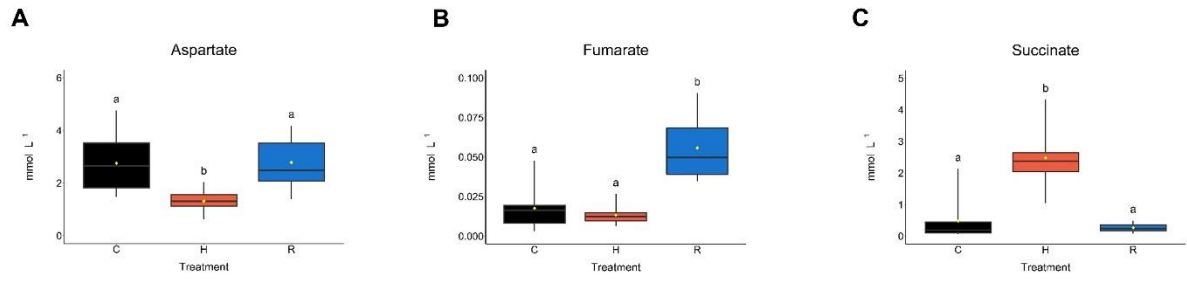 A
Aspartate
6
4
2
0
mmol L⁻¹
a
b
a
C
H
R
Treatment
B
Fumarate
0.100
0.075
0.050
0.025
0.000
mmol L⁻¹
a
a
b
C
H
R
Treatment
C
Succinate
5
4
3
2
1
0
mmol L⁻¹
a
b
a
C
H
R
Treatment